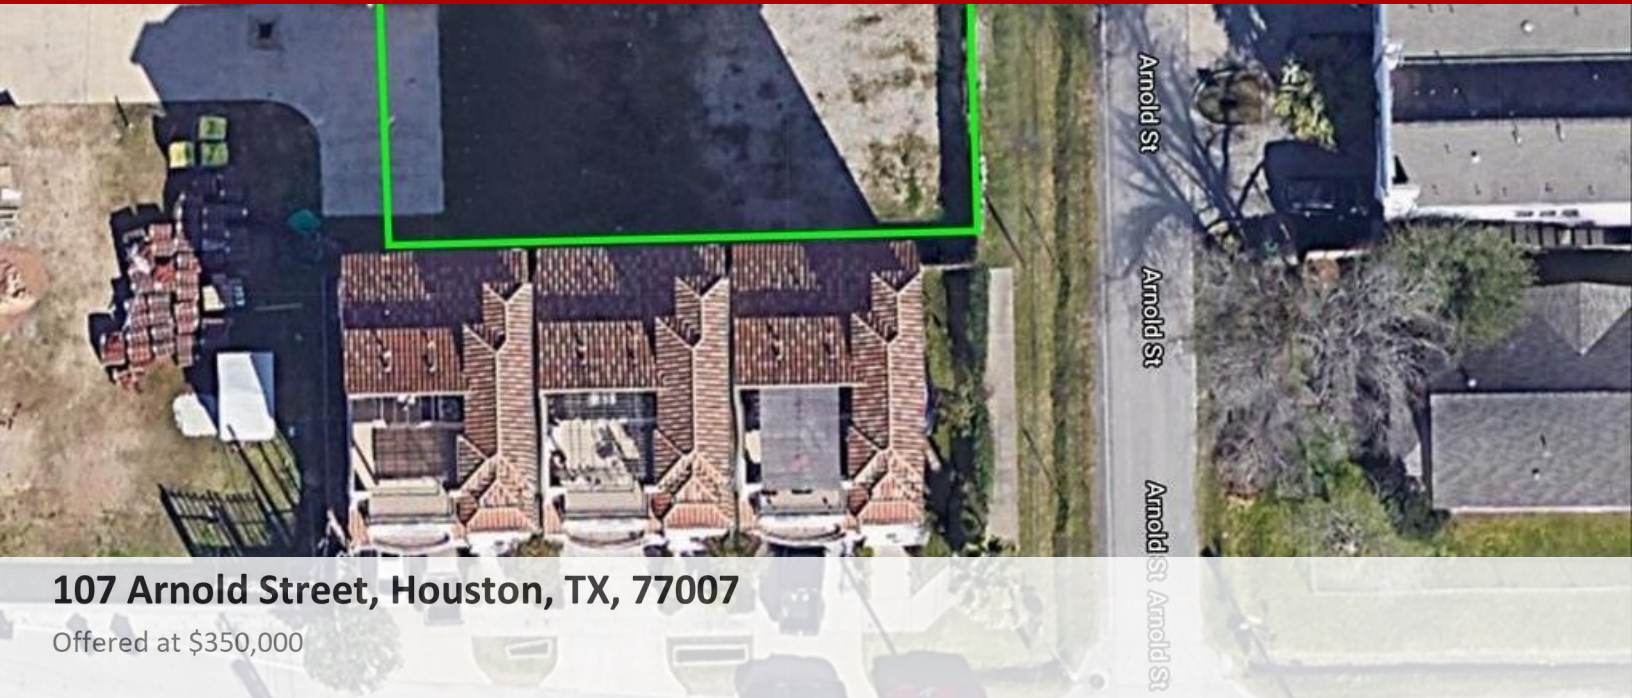 Arnold St
Arnold St
Arnold St
Arnold St
107 Arnold Street, Houston, TX, 77007
Offered at $350,000